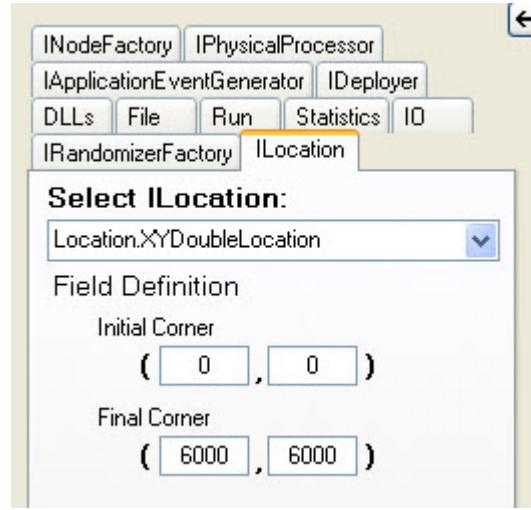 INodeFactory IPhysicalProcessor
IApplicationEventGenerator IDeployer
DLLs File Run Statistics IO
IRandomizerFactory ILocation
Select ILocation:
Location.XYDoubleLocation
Field Definition
Initial Corner
( 0 , 0 )
Final Corner
( 6000 , 6000 )